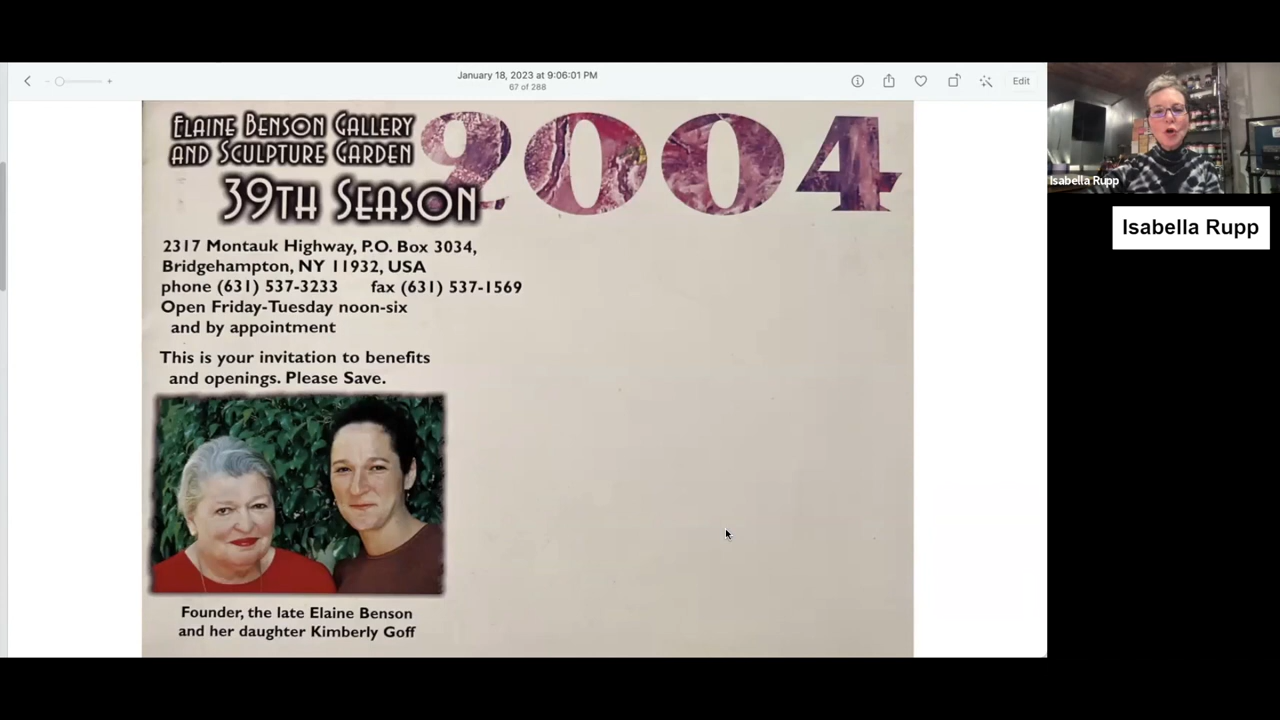 January 18, 2023 at 9:06:01 PM
67 of 288
Edit
ELAINE BENSON GALLERY
AND SCULPTURE GARDEN
2004
39TH SEASON
2317 Montauk Highway, P.O. Box 3034,
Bridgehampton, NY 11932, USA
phone (631) 537-3233 fax (631) 537-1569
Open Friday-Tuesday noon-six
and by appointment
This is your invitation to benefits
and openings. Please Save.
Founder, the late Elaine Benson
and her daughter Kimberly Goff
Isabella Rupp
Isabella Rupp